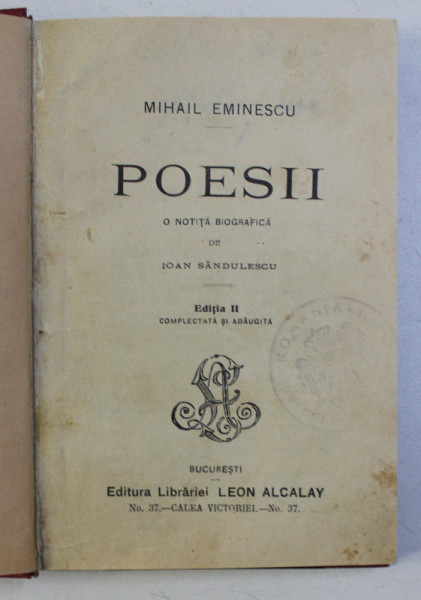 MIHAIL EMINESCU
POESII
O NOTIȚĂ BIOGRAFICĂ
DE
IOAN SĂNDULESCU
Ediția II
COMPLECTATĂ ȘI ADĂUGITĂ
ROMANIA
BUCUREȘTI
Editura Librăriei LEON ALCALAY
No. 37.—CALEA VICTORIEI.—No. 37.